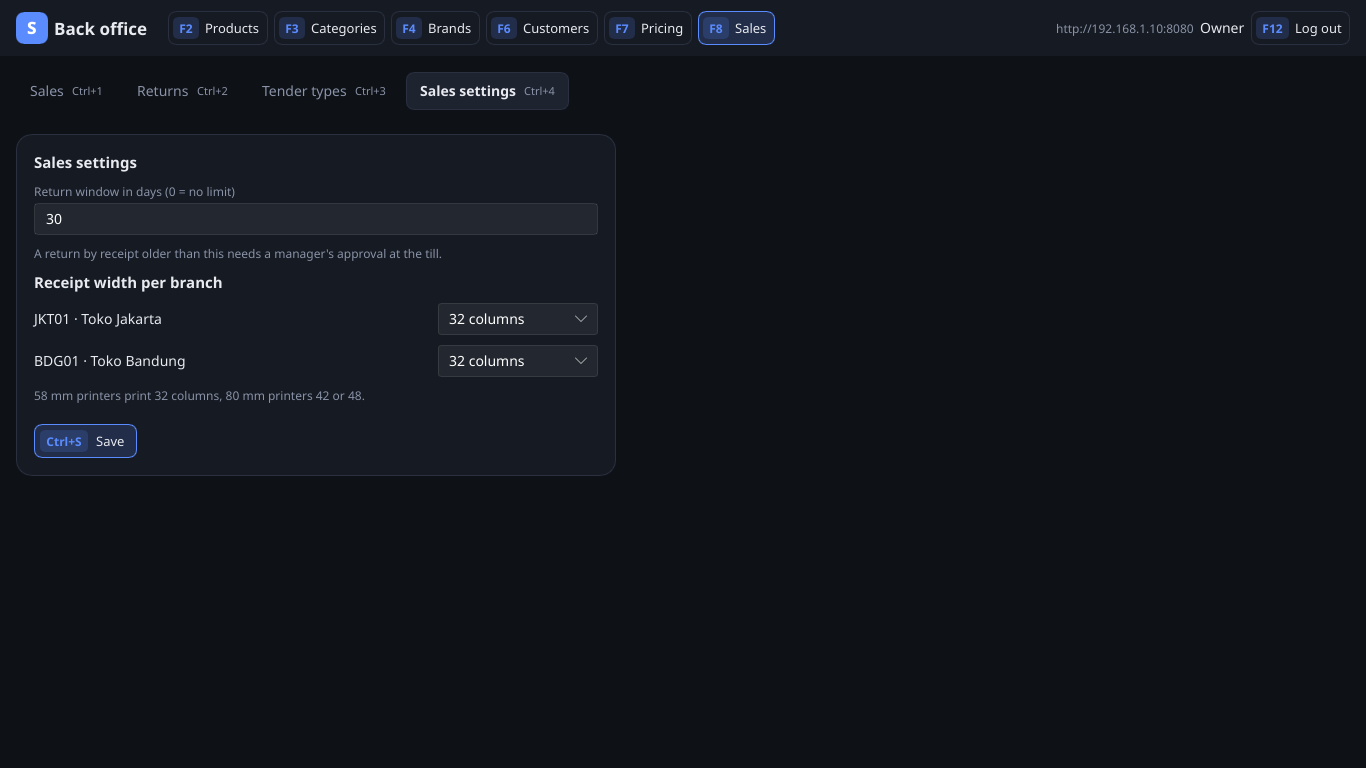 S Back office F2 Products F3 Categories F4 Brands F6 Customers F7 Pricing F8 Sales http://192.168.1.10:8080 Owner F12 Log out
Sales Ctrl+1 Returns Ctrl+2 Tender types Ctrl+3 Sales settings Ctrl+4
Sales settings
Return window in days (0 = no limit)
30
A return by receipt older than this needs a manager's approval at the till.
Receipt width per branch
JKT01 · Toko Jakarta 32 columns
BDG01 · Toko Bandung 32 columns
58 mm printers print 32 columns, 80 mm printers 42 or 48.
Ctrl+S Save